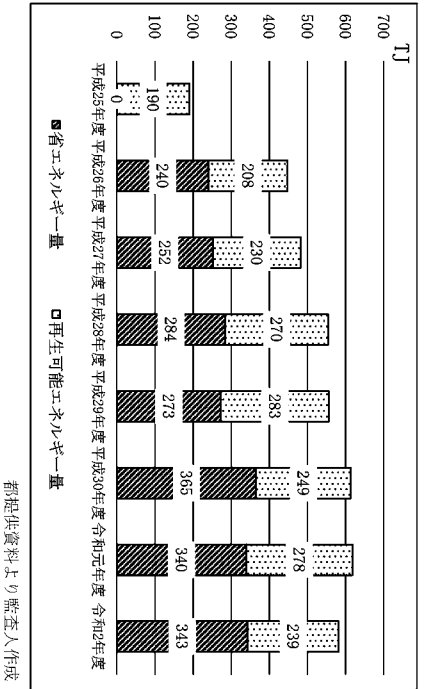 TJ
700
600
500
400
300
200
100
0
190 208 230 270 283 249 278 239
0 240 252 284 273 365 340 343
平成25年度 平成26年度 平成27年度 平成28年度 平成29年度 平成30年度 令和元年度 令和2年度
省エネルギー量 再生可能エネルギー量
都提供資料より監査人作成